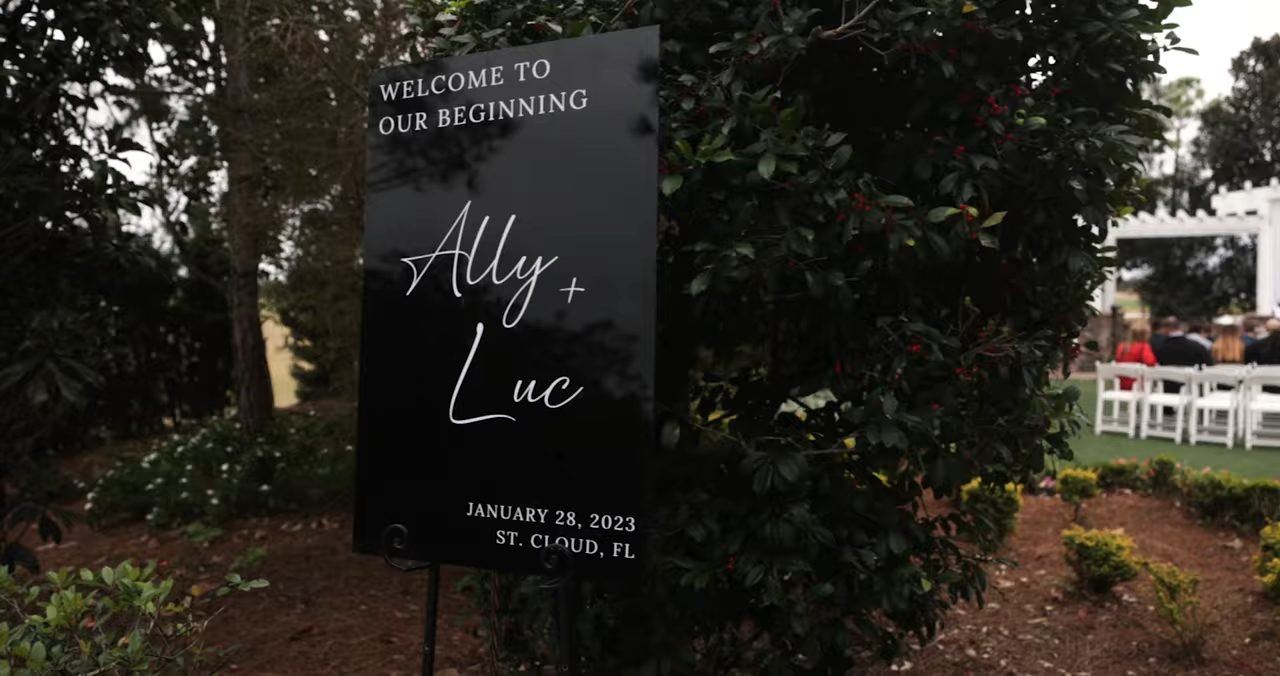 WELCOME TO
OUR BEGINNING
Ally +
Luc
JANUARY 28, 2023
ST. CLOUD, FL